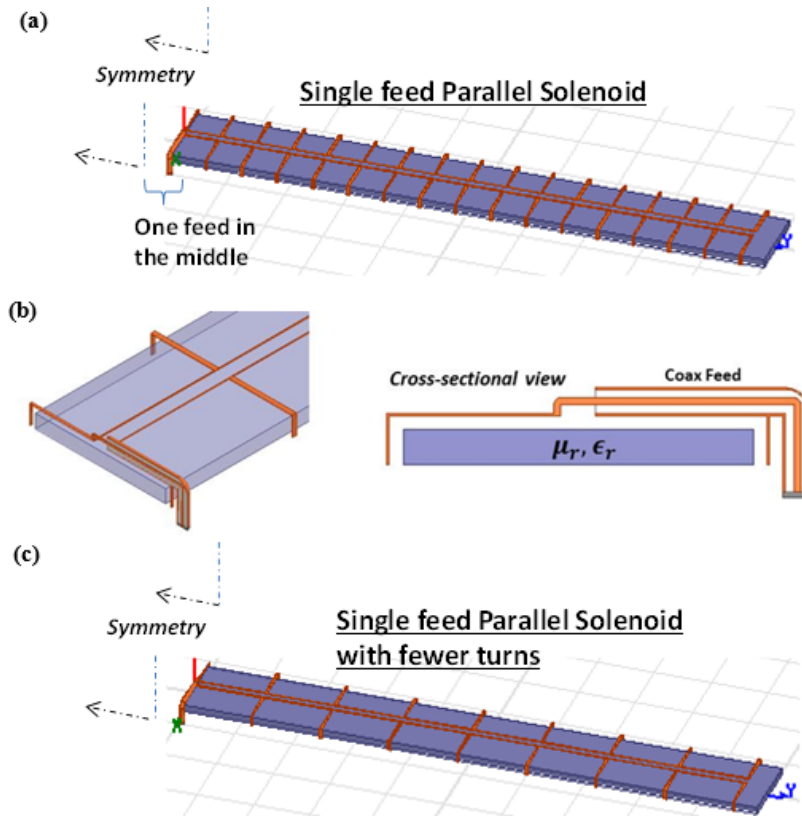 (a)
Symmetry
Single feed Parallel Solenoid
X
One feed in
the middle
Y
(b)
Cross-sectional view
Coax Feed
μr, ϵr
(c)
Symmetry
Single feed Parallel Solenoid
with fewer turns
X
Y